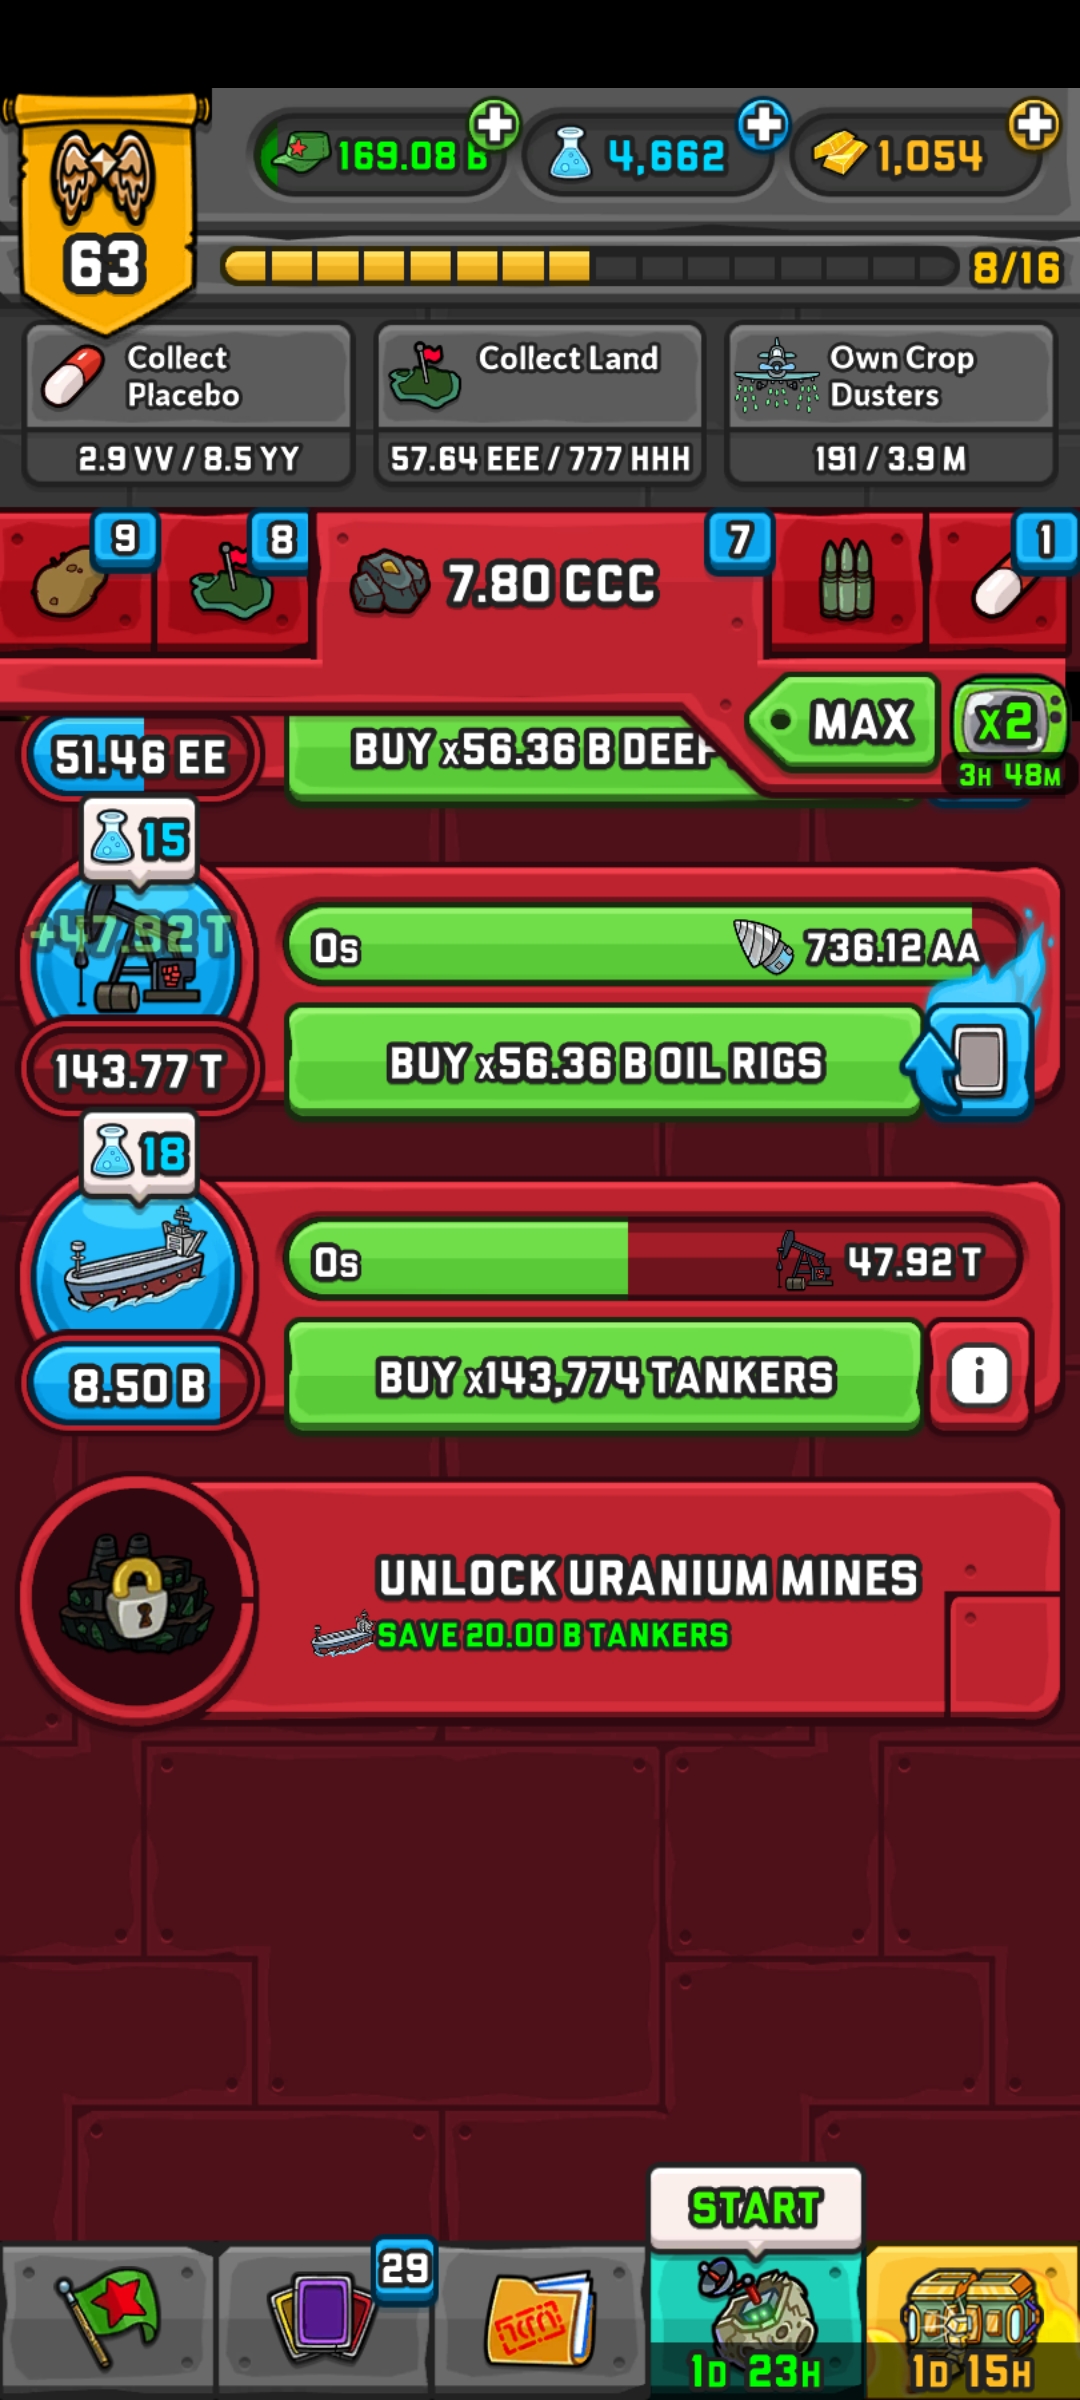 169.08 B
4,662
1,054
63
8/16
Collect
Placebo
2.9 VV / 8.5 YY
Collect Land
57.64 EEE / 777 HHH
Own Crop
Dusters
191 / 3.9 M
9
8
7.80 CCC
7
1
MAX
x2
3H 48M
51.46 EE
BUY x56.36 B DEEP
15
+47.92 T
0s
736.12 AA
143.77 T
BUY x56.36 B OIL RIGS
18
0s
47.92 T
8.50 B
BUY x143,774 TANKERS
i
UNLOCK URANIUM MINES
SAVE 20.00 B TANKERS
START
29
1D 23H
1D 15H